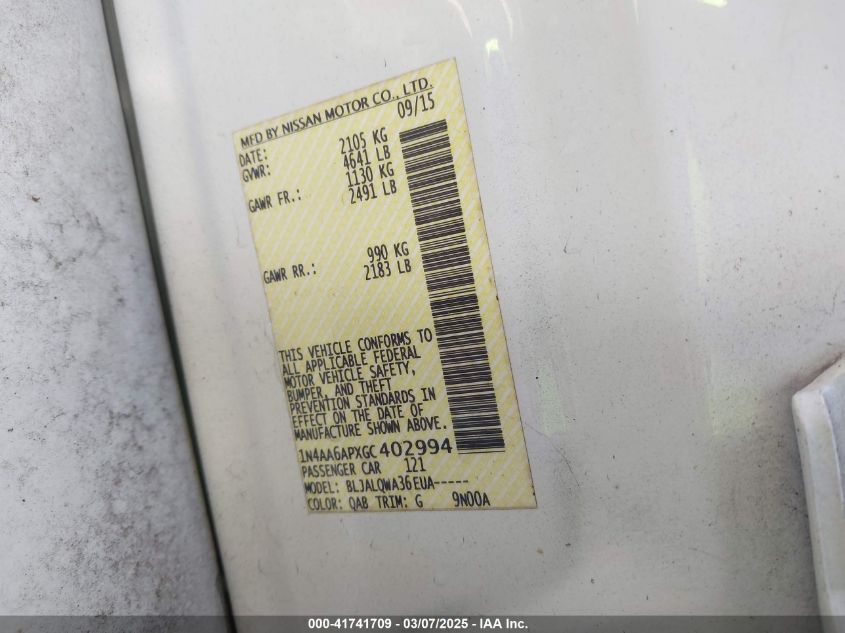 MFD BY NISSAN MOTOR CO., LTD.
DATE: 09/15
GVWR: 2105 KG
4641 LB
GAWR FR.: 1130 KG
2491 LB
GAWR RR.: 990 KG
2183 LB
THIS VEHICLE CONFORMS TO
ALL APPLICABLE FEDERAL
MOTOR VEHICLE SAFETY,
BUMPER, AND THEFT
PREVENTION STANDARDS IN
EFFECT ON THE DATE OF
MANUFACTURE SHOWN ABOVE.
1N4AA6APXGC402994
PASSENGER CAR 121
MODEL: BLJALQWA36EUA-----
COLOR: QAB TRIM: G 9N00A
000-41741709 - 03/07/2025 - IAA Inc.